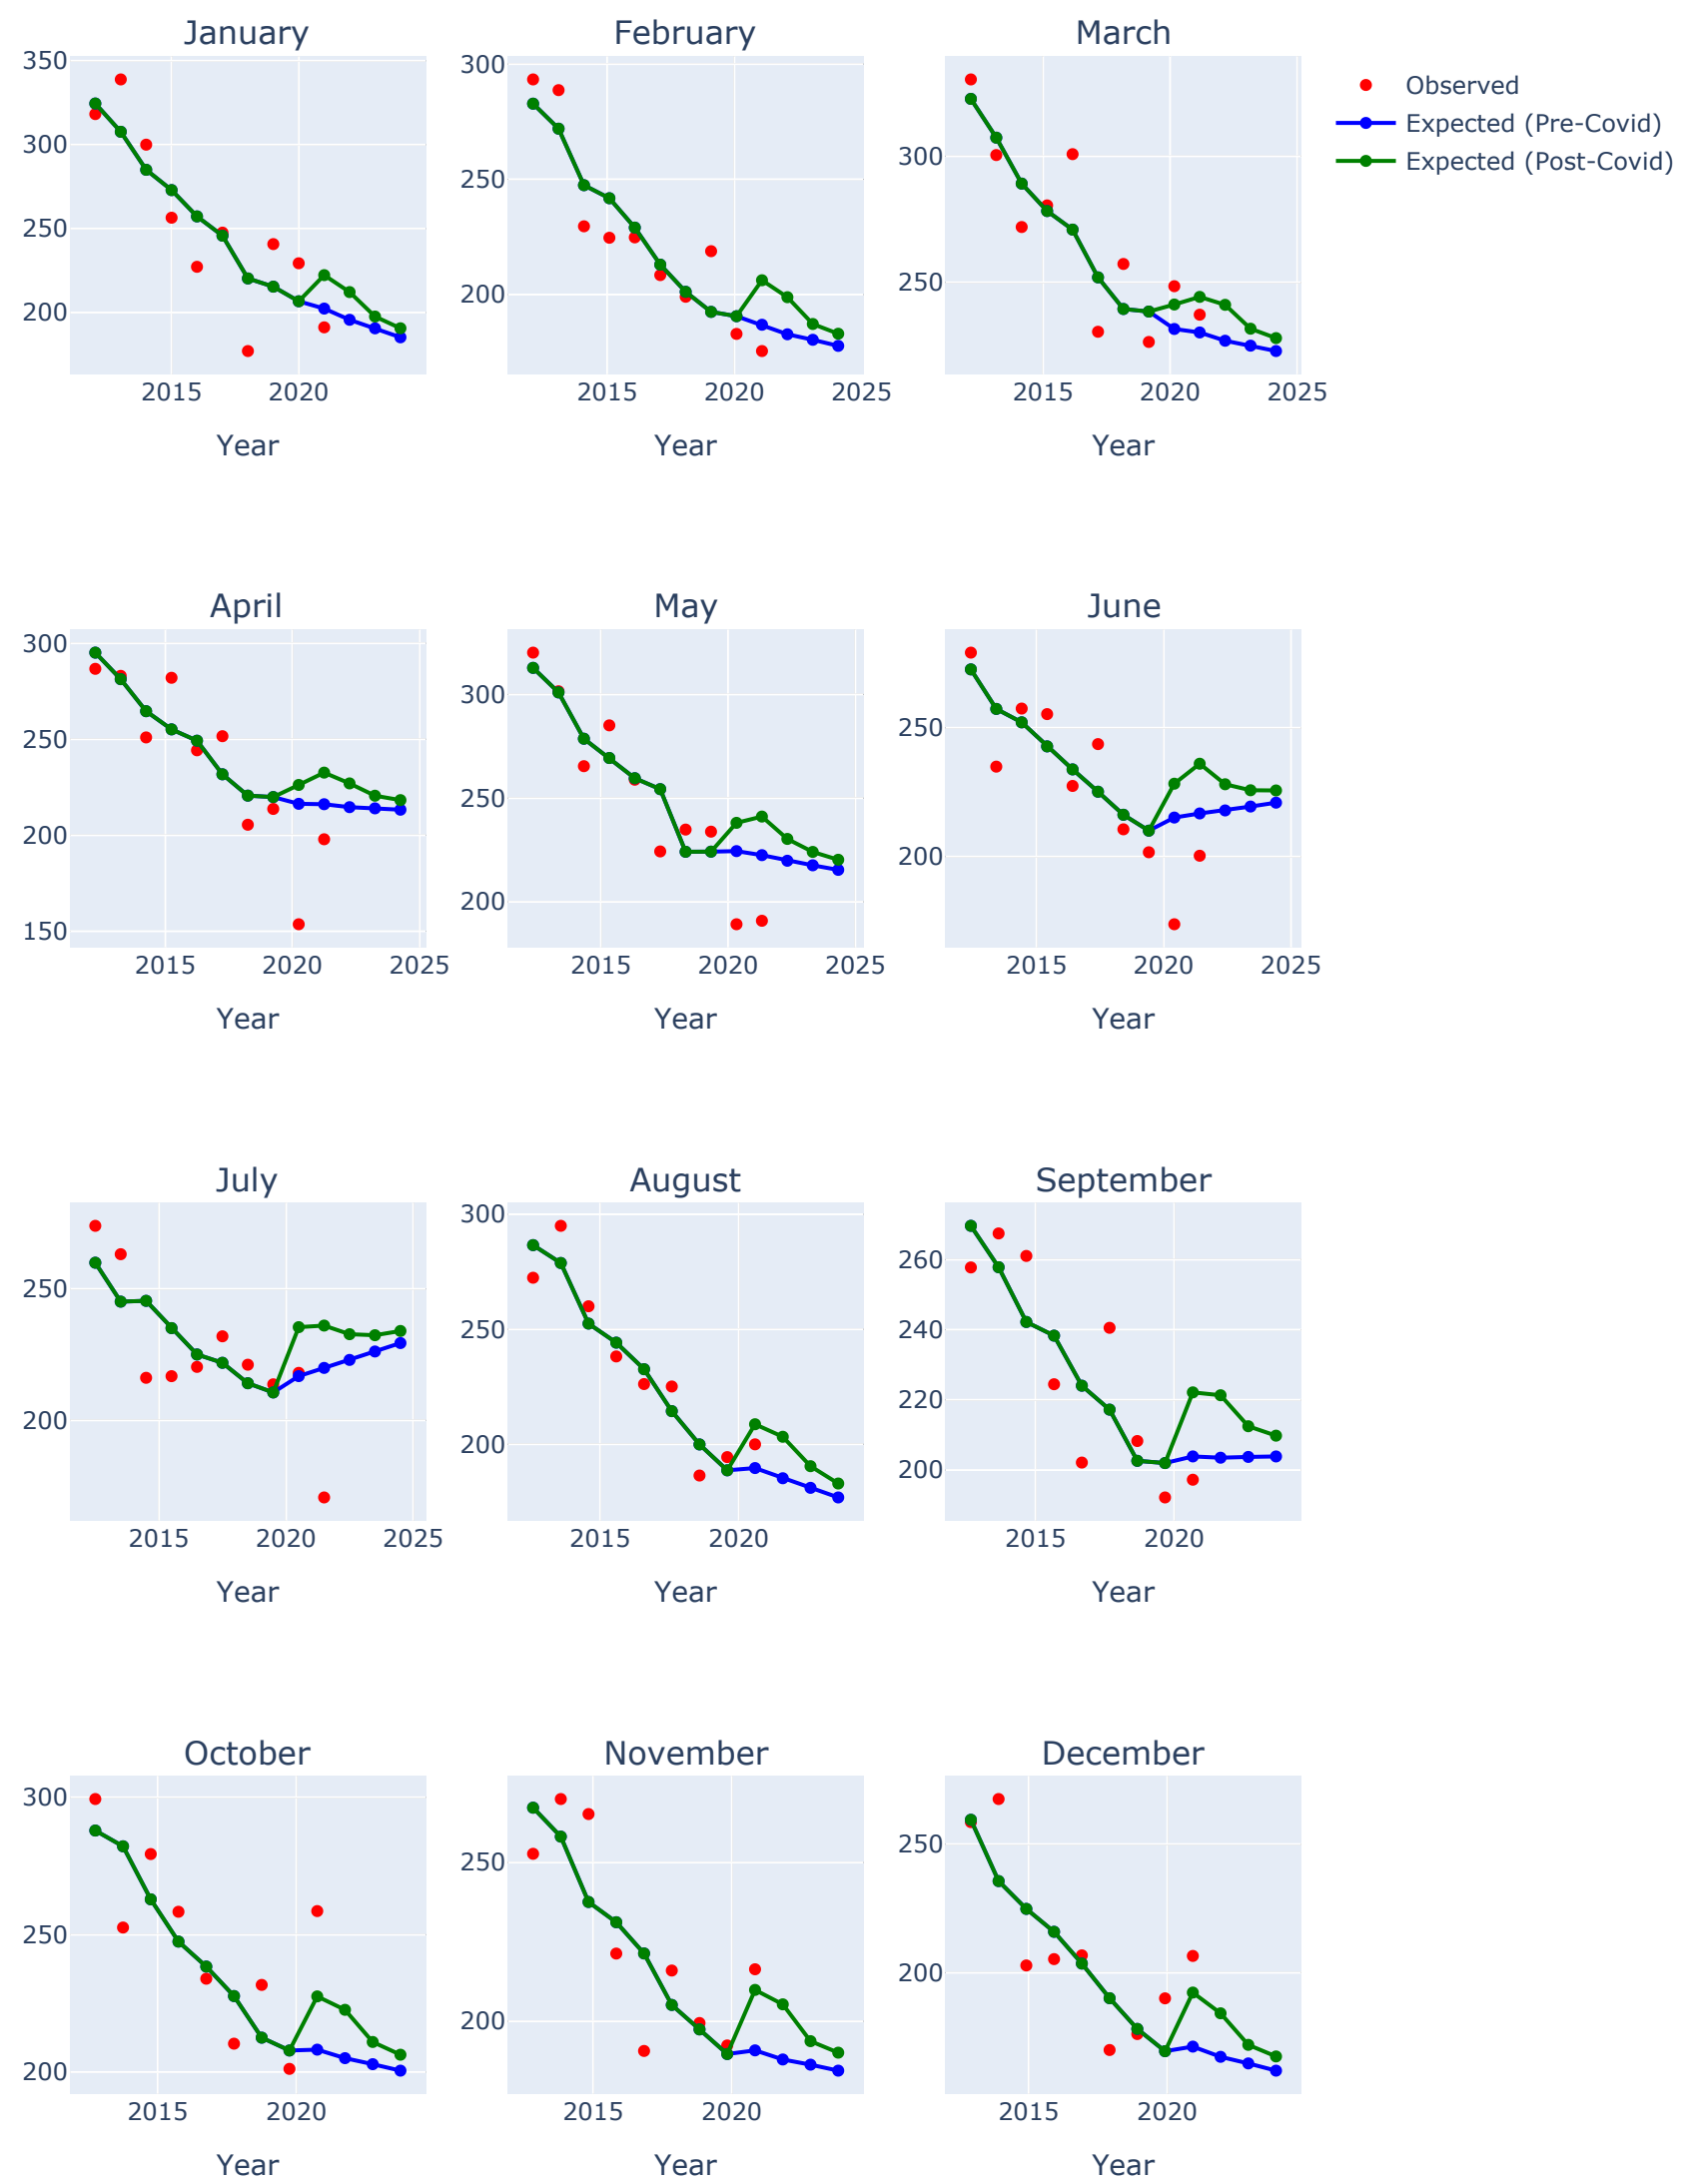 January
February
March
350
300
250
200
2015
2020
Year
300
250
200
2015
2020
2025
Year
300
250
2015
2020
2025
Year
Observed
Expected (Pre-Covid)
Expected (Post-Covid)
April
May
June
300
250
200
150
2015
2020
2025
Year
300
250
200
2015
2020
2025
Year
250
200
2015
2020
2025
Year
July
August
September
250
200
2015
2020
2025
Year
300
250
200
2015
2020
Year
260
240
220
200
2015
2020
Year
October
November
December
300
250
200
2015
2020
Year
250
200
2015
2020
Year
250
200
2015
2020
Year